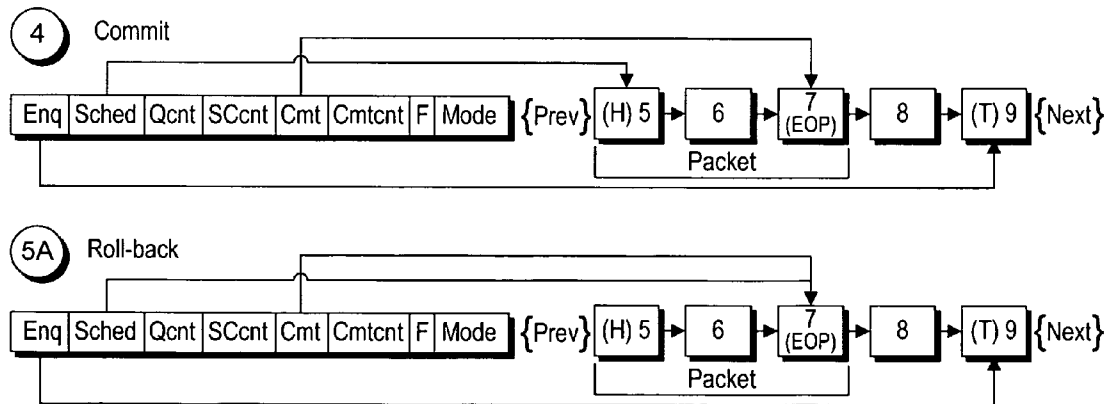 4 Commit
Enq Sched Qcnt SCcnt Cmt Cmtcnt F Mode {Prev} (H) 5 6 7 (EOP) 8 (T) 9 {Next}
Packet
5A Roll-back
Enq Sched Qcnt SCcnt Cmt Cmtcnt F Mode {Prev} (H) 5 6 7 (EOP) 8 (T) 9 {Next}
Packet